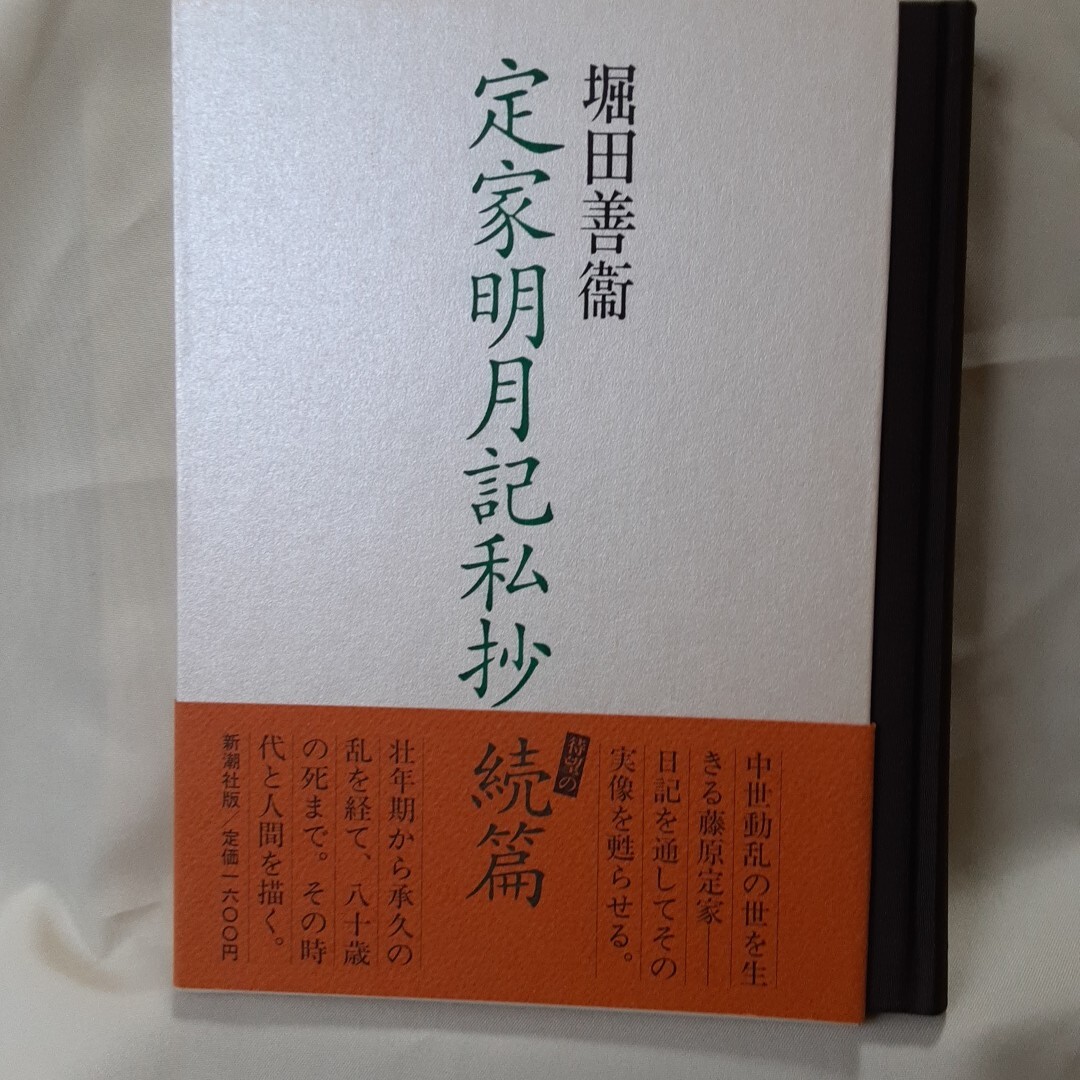 堀田善衞
定家明月記私抄
中世動乱の世を生
きる藤原定家──
日記を通してその
実像を甦らせる。
待望の
続篇
壮年期から承久の
乱を経て、八十歳
の死まで。その時
代と人間を描く。
新潮社版／定価一六〇〇円